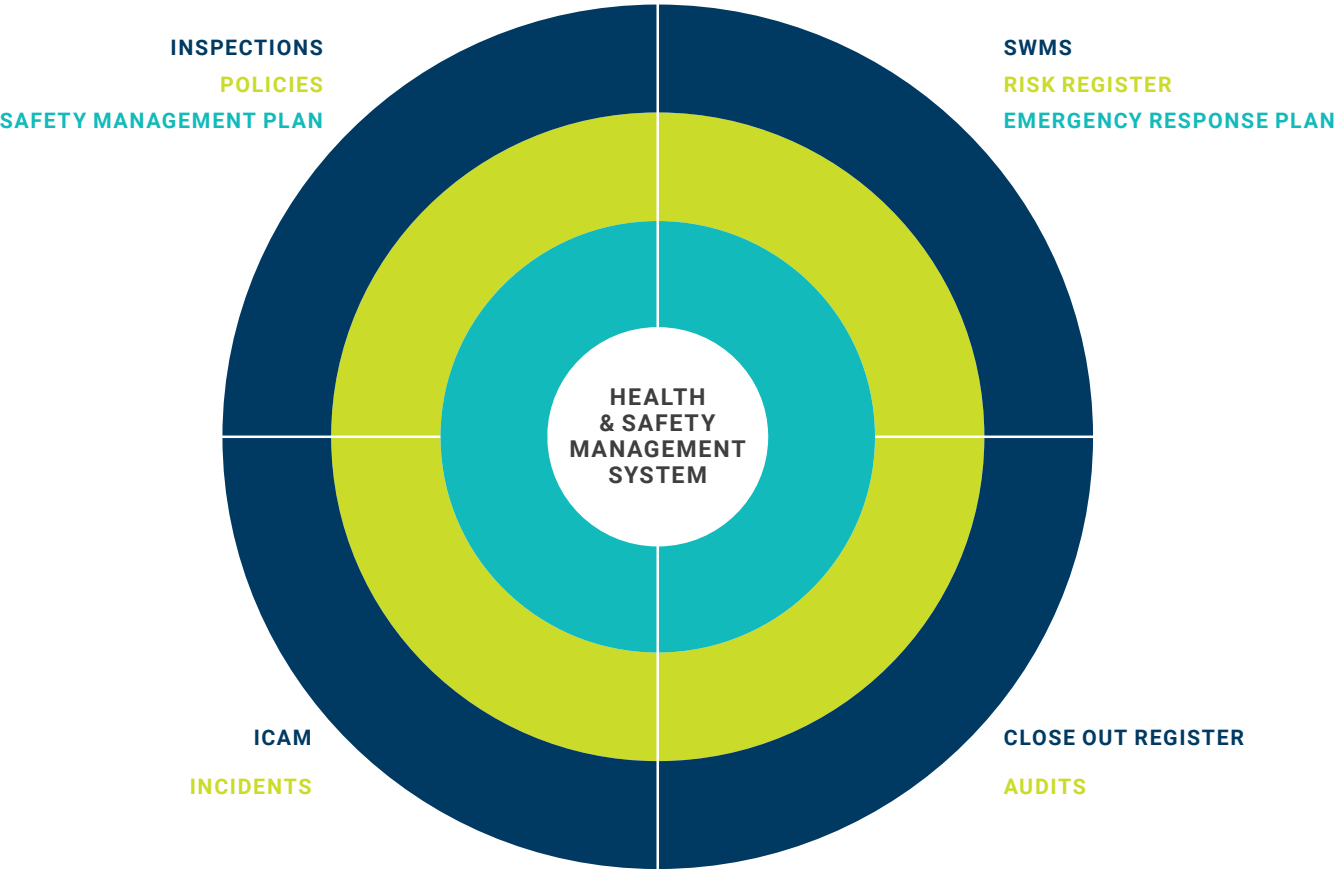 INSPECTIONS
POLICIES
SAFETY MANAGEMENT PLAN
SWMS
RISK REGISTER
EMERGENCY RESPONSE PLAN
HEALTH
& SAFETY
MANAGEMENT
SYSTEM
ICAM
INCIDENTS
CLOSE OUT REGISTER
AUDITS